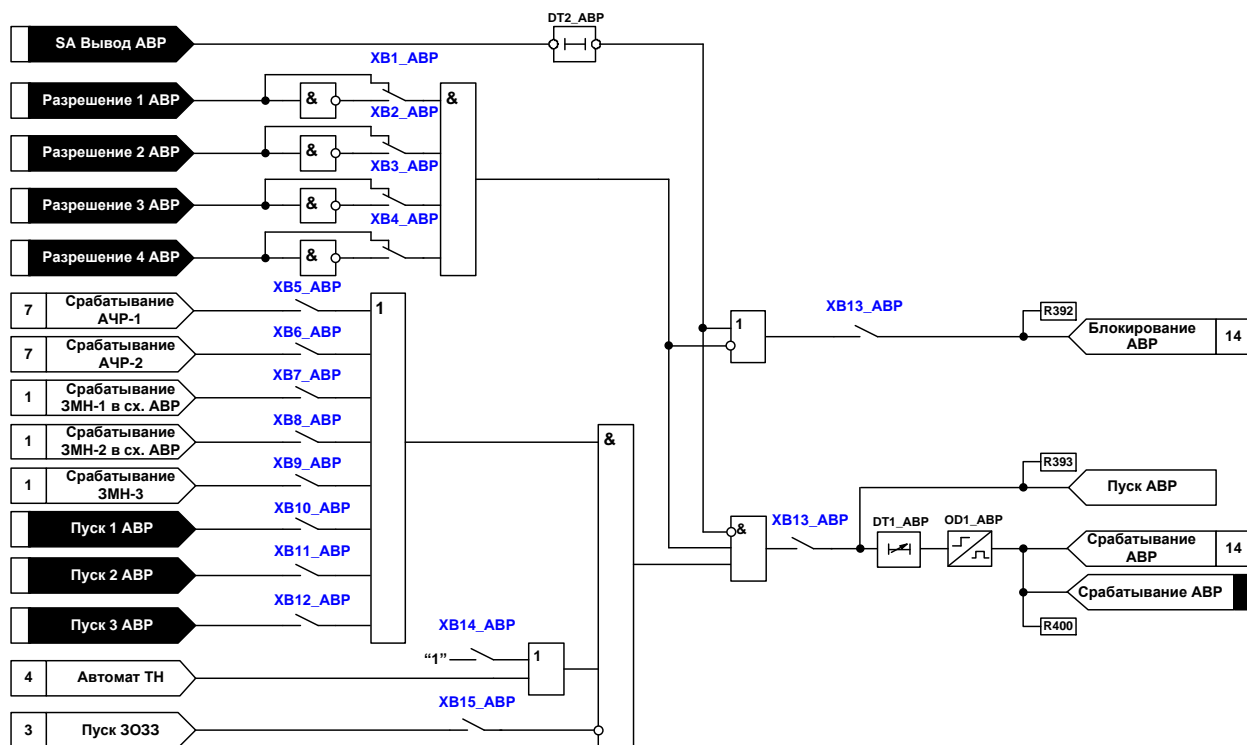 DT2_АВР
SA Вывод АВР
XB1_АВР
Разрешение 1 АВР
&
&
XB2_АВР
Разрешение 2 АВР
&
XB3_АВР
Разрешение 3 АВР
&
XB4_АВР
Разрешение 4 АВР
&
XB5_АВР
7
Срабатывание
АЧР-1
1
XB6_АВР
7
Срабатывание
АЧР-2
XB7_АВР
1
Срабатывание
ЗМН-1 в сх. АВР
XB8_АВР
1
Срабатывание
ЗМН-2 в сх. АВР
XB9_АВР
1
Срабатывание
ЗМН-3
XB10_АВР
Пуск 1 АВР
XB11_АВР
Пуск 2 АВР
XB12_АВР
Пуск 3 АВР
XB14_АВР
“1”
1
4
Автомат ТН
XB15_АВР
3
Пуск ЗОЗЗ
&
1
XB13_АВР
R392
Блокирование
АВР
14
&
XB13_АВР
R393
Пуск АВР
DT1_АВР
OD1_АВР
Срабатывание
АВР
14
Срабатывание АВР
R400